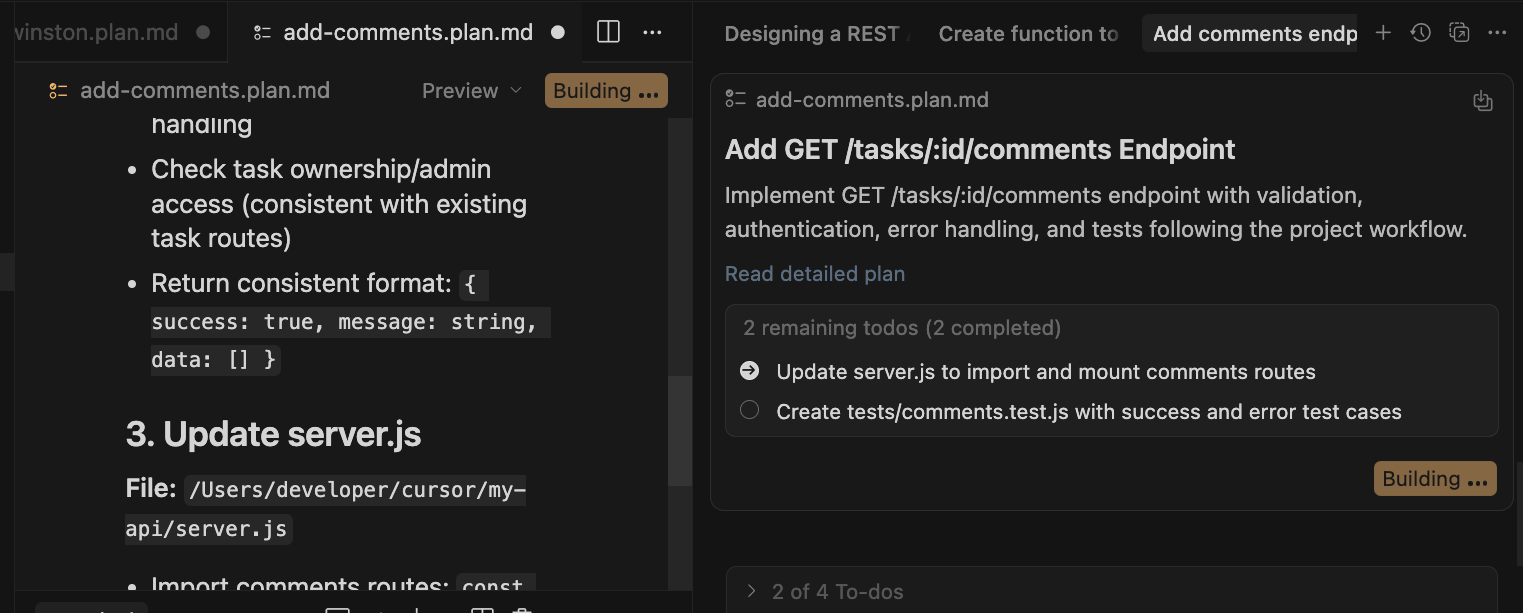 winston.plan.md
add-comments.plan.md
add-comments.plan.md
Preview
Building ...
handling
• Check task ownership/admin
access (consistent with existing
task routes)
• Return consistent format: {
success: true, message: string,
data: [] }
3. Update server.js
File: /Users/developer/cursor/my-
api/server.js
• Import comments routes: const
Designing a REST
Create function to
Add comments endp
add-comments.plan.md
Add GET /tasks/:id/comments Endpoint
Implement GET /tasks/:id/comments endpoint with validation,
authentication, error handling, and tests following the project workflow.
Read detailed plan
2 remaining todos (2 completed)
Update server.js to import and mount comments routes
Create tests/comments.test.js with success and error test cases
Building ...
2 of 4 To-dos